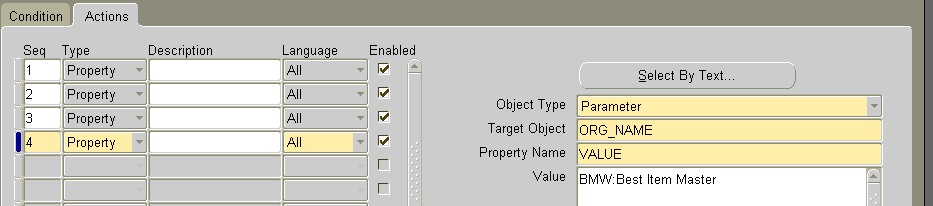 Condition Actions
Seq Type Description Language Enabled
1 Property All
2 Property All
3 Property All
4 Property All
Select By Text...
Object Type Parameter
Target Object ORG_NAME
Property Name VALUE
Value BMW:Best Item Master